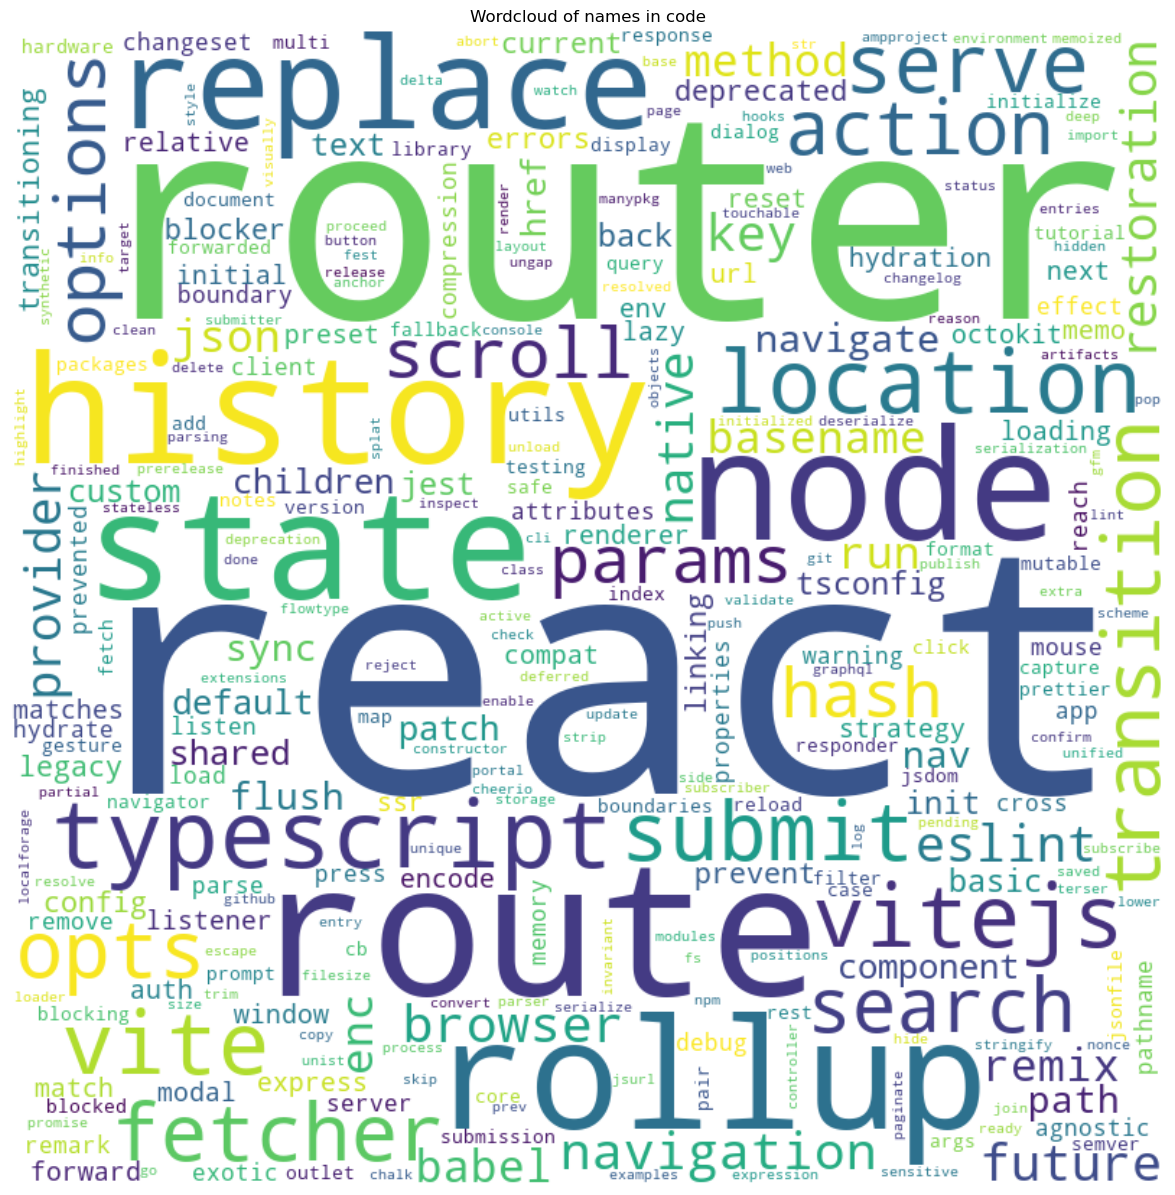 Wordcloud of names in code
hardware
changeset
multi
abort
current
response
str
ampproject
environment
memoized
replace
options
style
delta
watch
base
page
method
deprecated
serve
action
initialize
hooks
dialog
deep
import
restoration
transitioning
relative
visually
text
library
errors
display
router
document
compression
render
href
manypkg
web
reset
touchable
key
status
entries
tutorial
hidden
blocker
forwarded
proceed
button
fest
release
anchor
layout
ungap
back
query
resolved
url
hydration
changelog
next
target
info
synthetic
initial
boundary
submitter
env
lazy
effect
reason
octokit
memo
clean
json
preset
fallback
console
navigate
artifacts
packages
delete
client
scroll
objects
native
location
pop
history
highlight
add
parsing
splat
utils
unload
testing
safe
initialized
deserialize
basename
loading
serialization
gfm
finished
prerelease
children
jest
node
reach
lint
transition
provider
custom
stateless
notes
version
inspect
attributes
renderer
cli
state
deprecation
done
prevented
class
params
git
run
format
publish
mutable
index
tsconfig
extra
flowtype
react
active
validate
push
scheme
fetch
sync
check
compat
linking
warning
click
mouse
reject
graphql
extensions
deferred
properties
hash
capture
prettier
matches
default
enable
map
update
app
hydrate
listen
patch
strip
strategy
confirm
gesture
shared
constructor
responder
nav
unified
legacy
load
portal
cheerio
side
subscriber
jsdom
partial
navigator
flush
ssr
storage
boundaries
reload
init
cross
localforage
typescript
unique
submit
log
pending
eslint
subscribe
resolve
parse
press
encode
prevent
filter
case
basic
saved
terser
lower
config
github
remove
listener
entry
route
vitejs
memory
invariant
modules
fs
positions
opts
escape
cb
filesize
component
jsonfile
pathname
loader
auth
size
trim
prompt
convert
parser
serialize
npm
rest
search
blocking
window
enc
copy
browser
debug
hide
stringify
nonce
vite
unist
process
rollup
controller
remix
match
modal
express
skip
core
jsurl
pair
paginate
path
blocked
server
prev
join
promise
fetcher
submission
ready
agnostic
remark
args
semver
forward
go
exotic
outlet
chalk
babel
navigation
examples
expression
sensitive
future